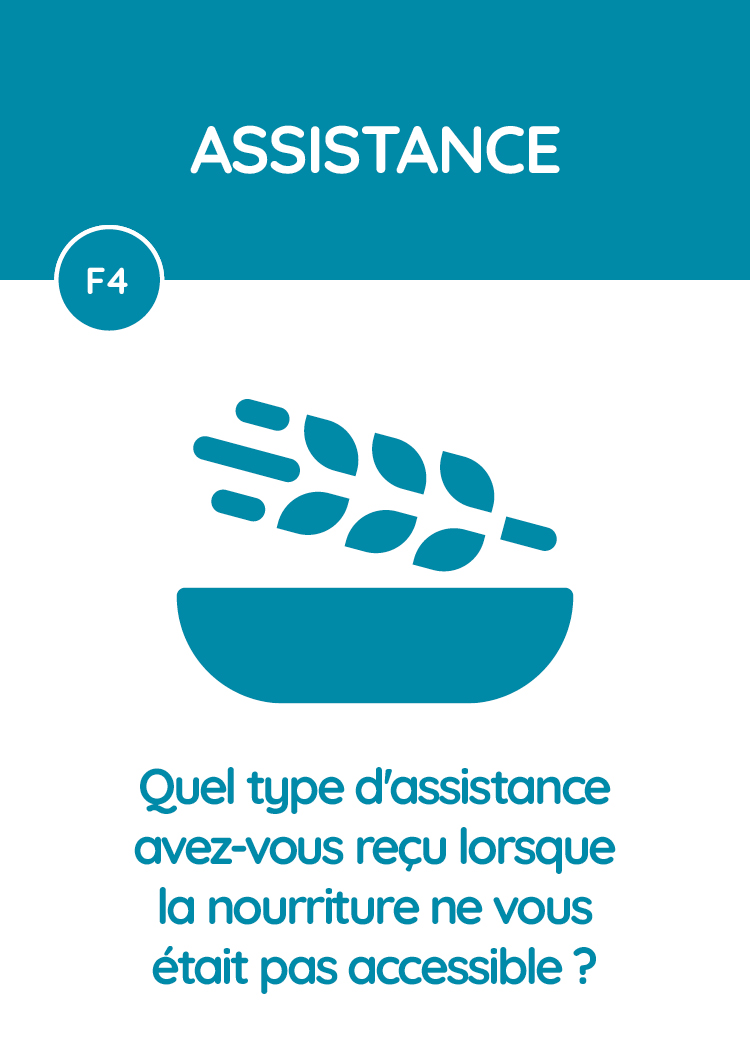 ASSISTANCE
F4
Quel type d'assistance
avez-vous reçu lorsque
la nourriture ne vous
était pas accessible ?